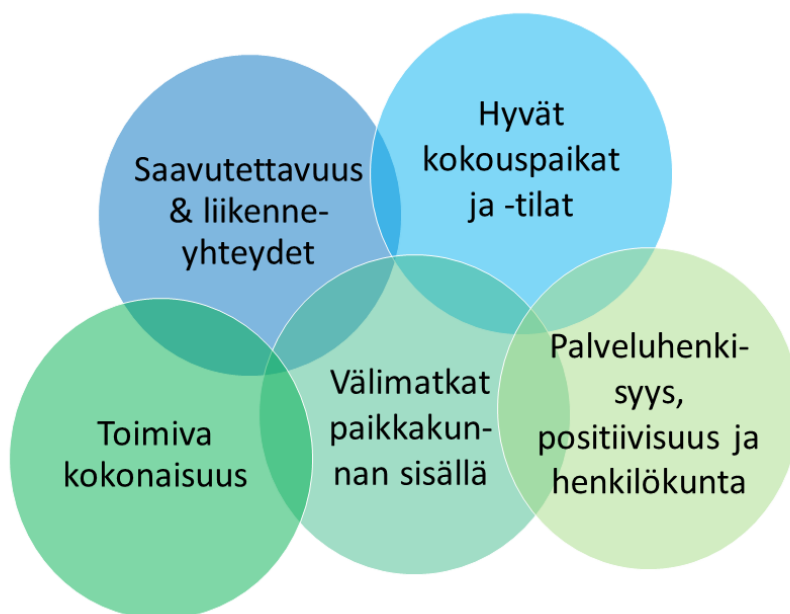 Saavutettavuus
& liikenne-
yhteydet
Hyvät
kokouspaikat
ja -tilat
Toimiva
kokonaisuus
Välimatkat
paikkakun-
nan sisällä
Palveluhenki-
syys,
positiivisuus ja
henkilökunta